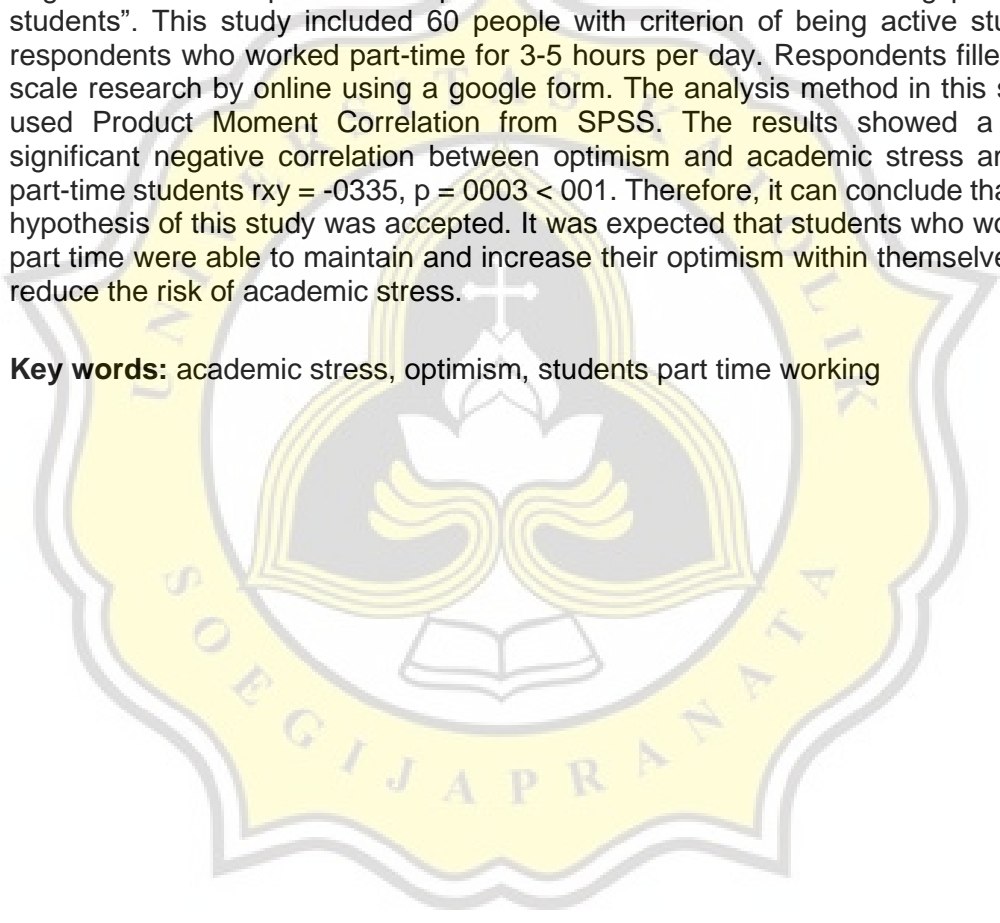 students”. This study included 60 people with criterion of being active stu
respondents who worked part-time for 3-5 hours per day. Respondents fille
scale research by online using a google form. The analysis method in this s
used Product Moment Correlation from SPSS. The results showed a
significant negative correlation between optimism and academic stress an
part-time students rxy = -0335, p = 0003 < 001. Therefore, it can conclude tha
hypothesis of this study was accepted. It was expected that students who wo
part time were able to maintain and increase their optimism within themselve
reduce the risk of academic stress.
Key words: academic stress, optimism, students part time working
UNIVERSITAS KATOLIK
SOEGIJAPRANATA